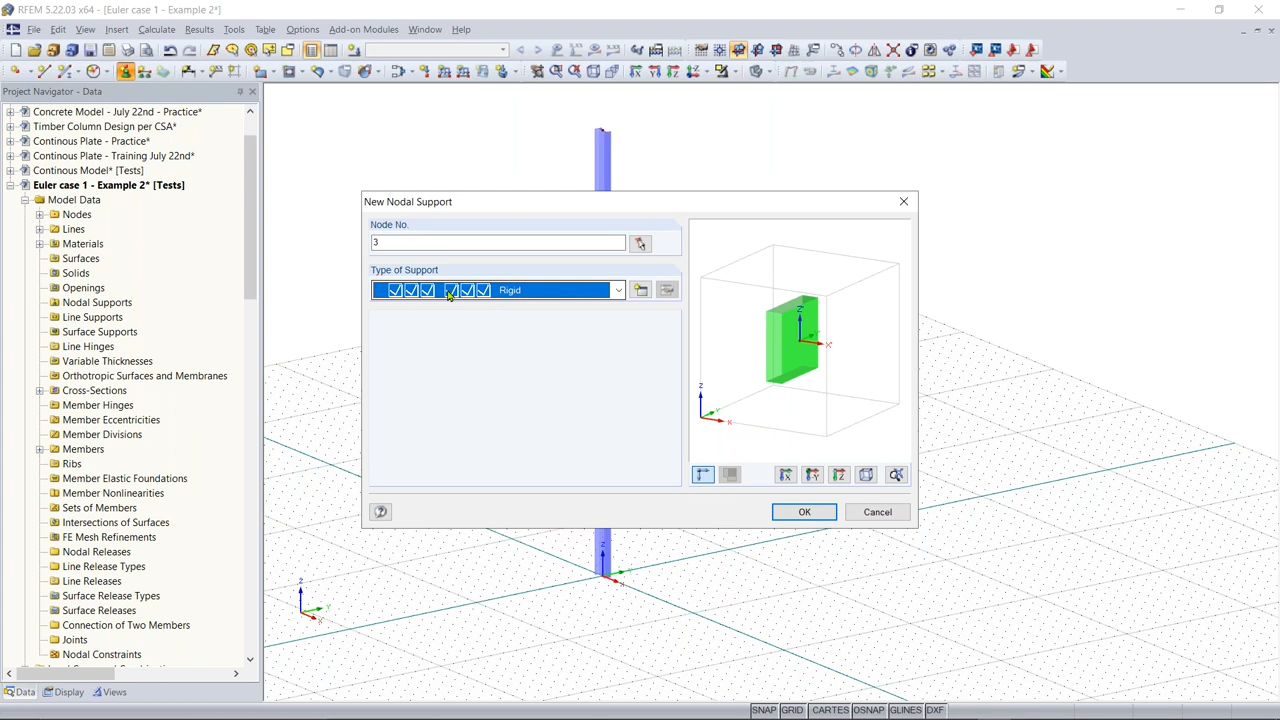 RFEM 5.22.03 x64 - [Euler case 1 - Example 2*]
File Edit View Insert Calculate Results Tools Table Options Add-on Modules Window Help
Project Navigator - Data
Concrete Model - July 22nd - Practice*
Timber Column Design per CSA*
Continous Plate - Practice*
Continous Plate - Training July 22nd*
Continous Model* [Tests]
Euler case 1 - Example 2* [Tests]
Model Data
Nodes
Lines
Materials
Surfaces
Solids
Openings
Nodal Supports
Line Supports
Surface Supports
Line Hinges
Variable Thicknesses
Orthotropic Surfaces and Membranes
Cross-Sections
Member Hinges
Member Eccentricities
Member Divisions
Members
Ribs
Member Elastic Foundations
Member Nonlinearities
Sets of Members
Intersections of Surfaces
FE Mesh Refinements
Nodal Releases
Line Release Types
Line Releases
Surface Release Types
Surface Releases
Connection of Two Members
Joints
Nodal Constraints
Data Display Views
New Nodal Support
Node No.
3
Type of Support
Rigid
Z'
X'
Z
Y
X
OK Cancel
Z
X
Z
Y
X
SNAP GRID CARTES OSNAP GLINES DXF